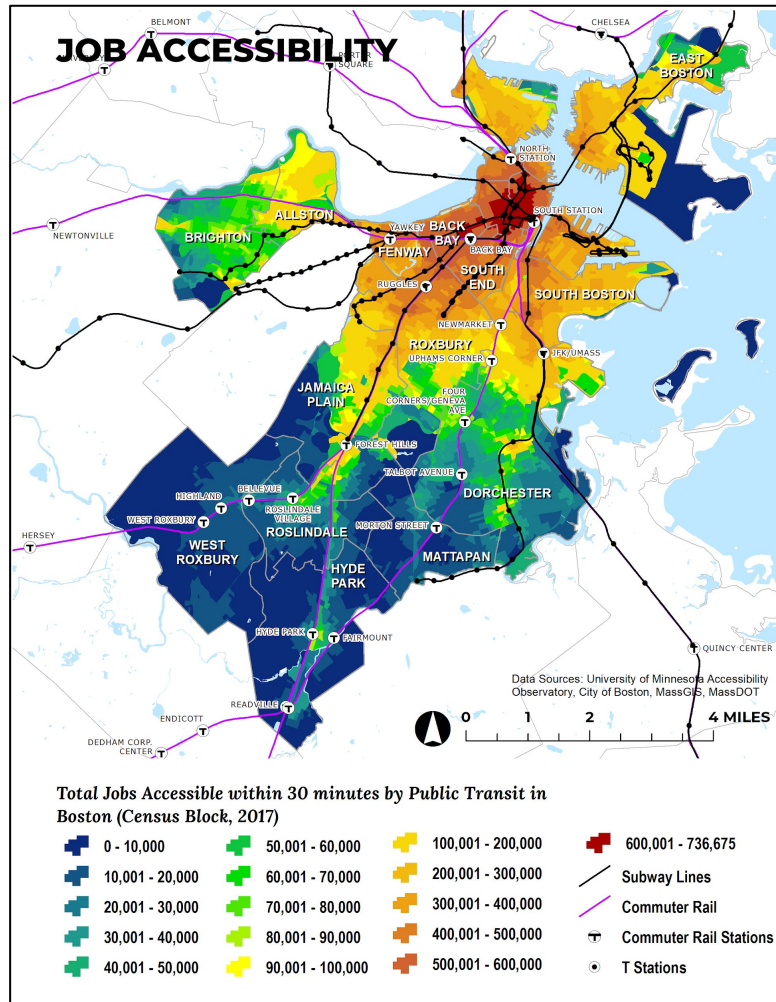 JOB ACCESSIBILITY
BELMONT
CHELSEA
PORTER
SQUARE
EAST
BOSTON
NORTH
STATION
SOUTH STATION
ALLSTON
BRIGHTON
NEWTONVILLE
YAWKEY
BACK
BAY
BACK BAY
FENWAY
SOUTH
END
RUGGLES
SOUTH BOSTON
NEWMARKET
ROXBURY
UPHAMS CORNER
JFK/UMASS
JAMAICA
PLAIN
FOUR
CORNERS/GENEVA
AVE
FOREST HILLS
TALBOT AVENUE
DORCHESTER
BELLEVUE
HIGHLAND
WEST ROXBURY
ROSLINDALE
VILLAGE
ROSLINDALE
MORTON STREET
HERSEY
WEST
ROXBURY
MATTAPAN
HYDE
PARK
HYDE PARK
FAIRMOUNT
QUINCY CENTER
READVILLE
ENDICOTT
DEDHAM CORP.
CENTER
Data Sources: University of Minnesota Accessibility
Observatory, City of Boston, MassGIS, MassDOT
0 1 2 4 MILES
Total Jobs Accessible within 30 minutes by Public Transit in
Boston (Census Block, 2017)
0 - 10,000
10,001 - 20,000
20,001 - 30,000
30,001 - 40,000
40,001 - 50,000
50,001 - 60,000
60,001 - 70,000
70,001 - 80,000
80,001 - 90,000
90,001 - 100,000
100,001 - 200,000
200,001 - 300,000
300,001 - 400,000
400,001 - 500,000
500,001 - 600,000
600,001 - 736,675
Subway Lines
Commuter Rail
Commuter Rail Stations
T Stations